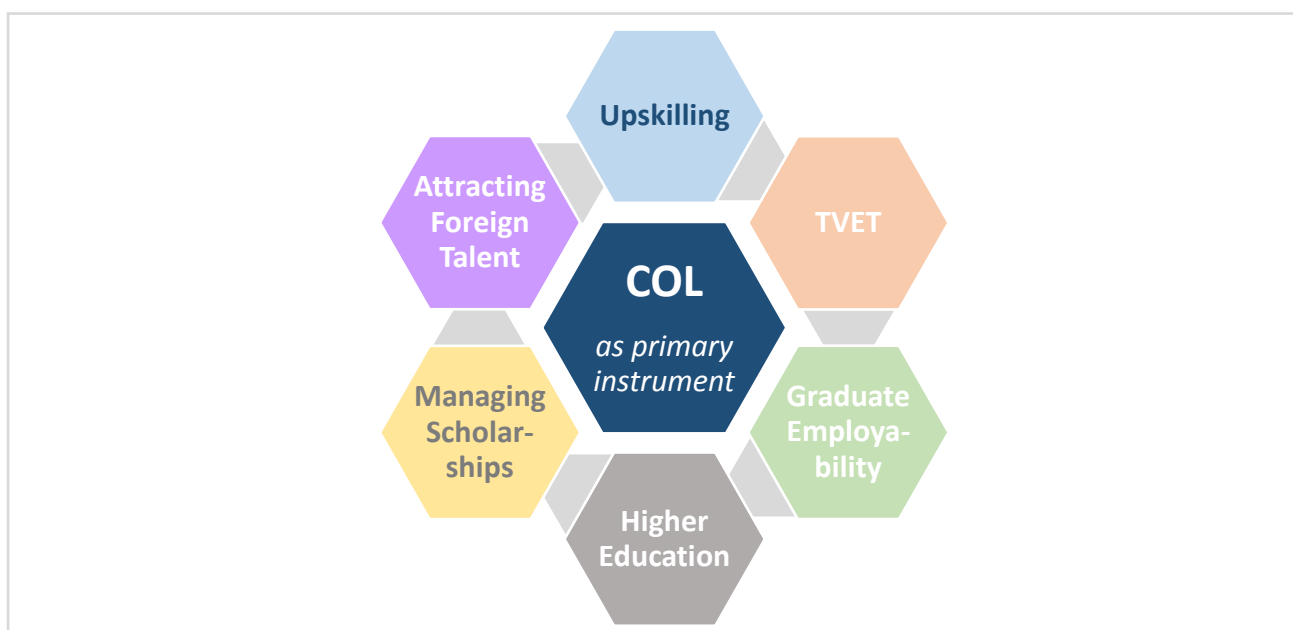 Upskilling
Attracting
Foreign
Talent
TVET
COL
as primary
instrument
Managing
Scholar-
ships
Graduate
Employa-
bility
Higher
Education